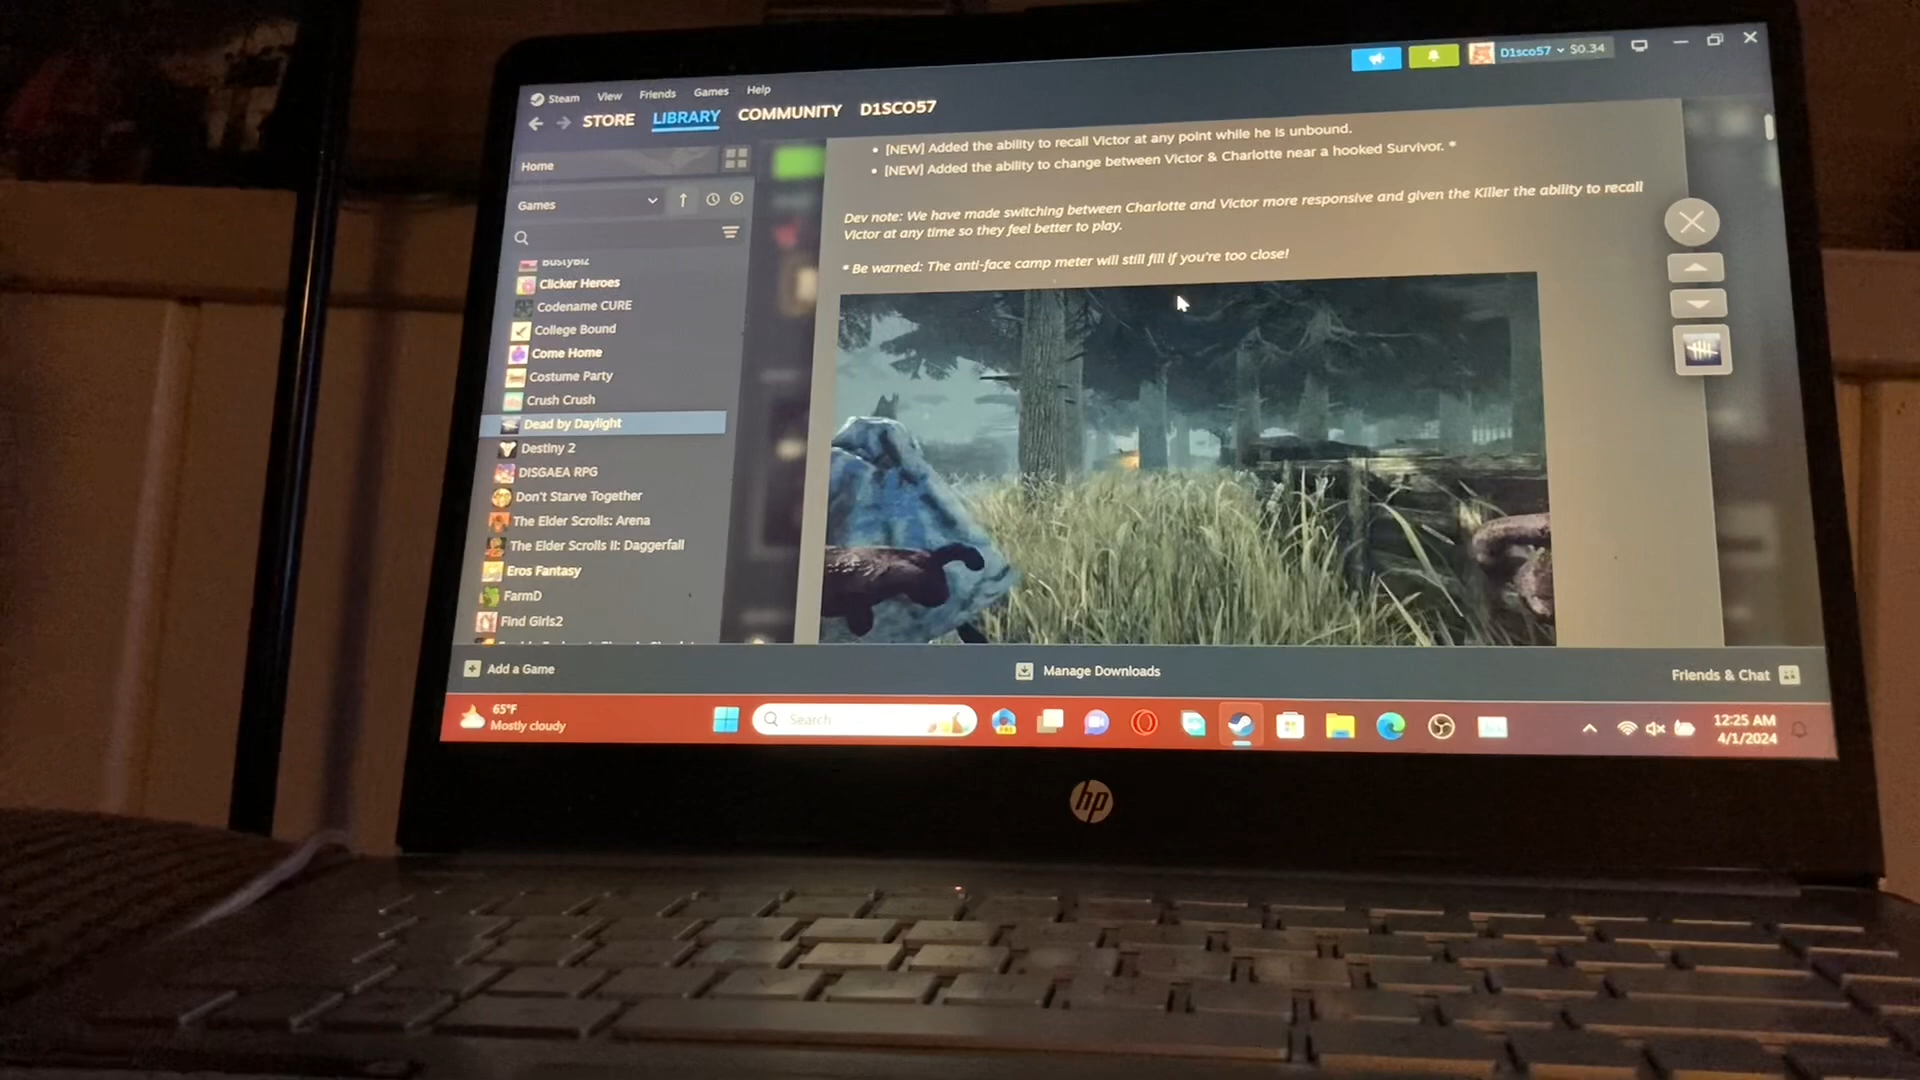 D1sco57 $0.34
Steam View Friends Games Help
STORE LIBRARY COMMUNITY D1SCO57
Home
Games
BustyBiz
Clicker Heroes
Codename CURE
College Bound
Come Home
Costume Party
Crush Crush
Dead by Daylight
Destiny 2
DISGAEA RPG
Don't Starve Together
The Elder Scrolls: Arena
The Elder Scrolls II: Daggerfall
Eros Fantasy
FarmD
Find Girls2
• [NEW] Added the ability to recall Victor at any point while he is unbound.
• [NEW] Added the ability to change between Victor & Charlotte near a hooked Survivor. *
Dev note: We have made switching between Charlotte and Victor more responsive and given the Killer the ability to recall
Victor at any time so they feel better to play.
* Be warned: The anti-face camp meter will still fill if you're too close!
Add a Game
Manage Downloads
Friends & Chat
65°F
Mostly cloudy
Search
12:25 AM
4/1/2024
hp